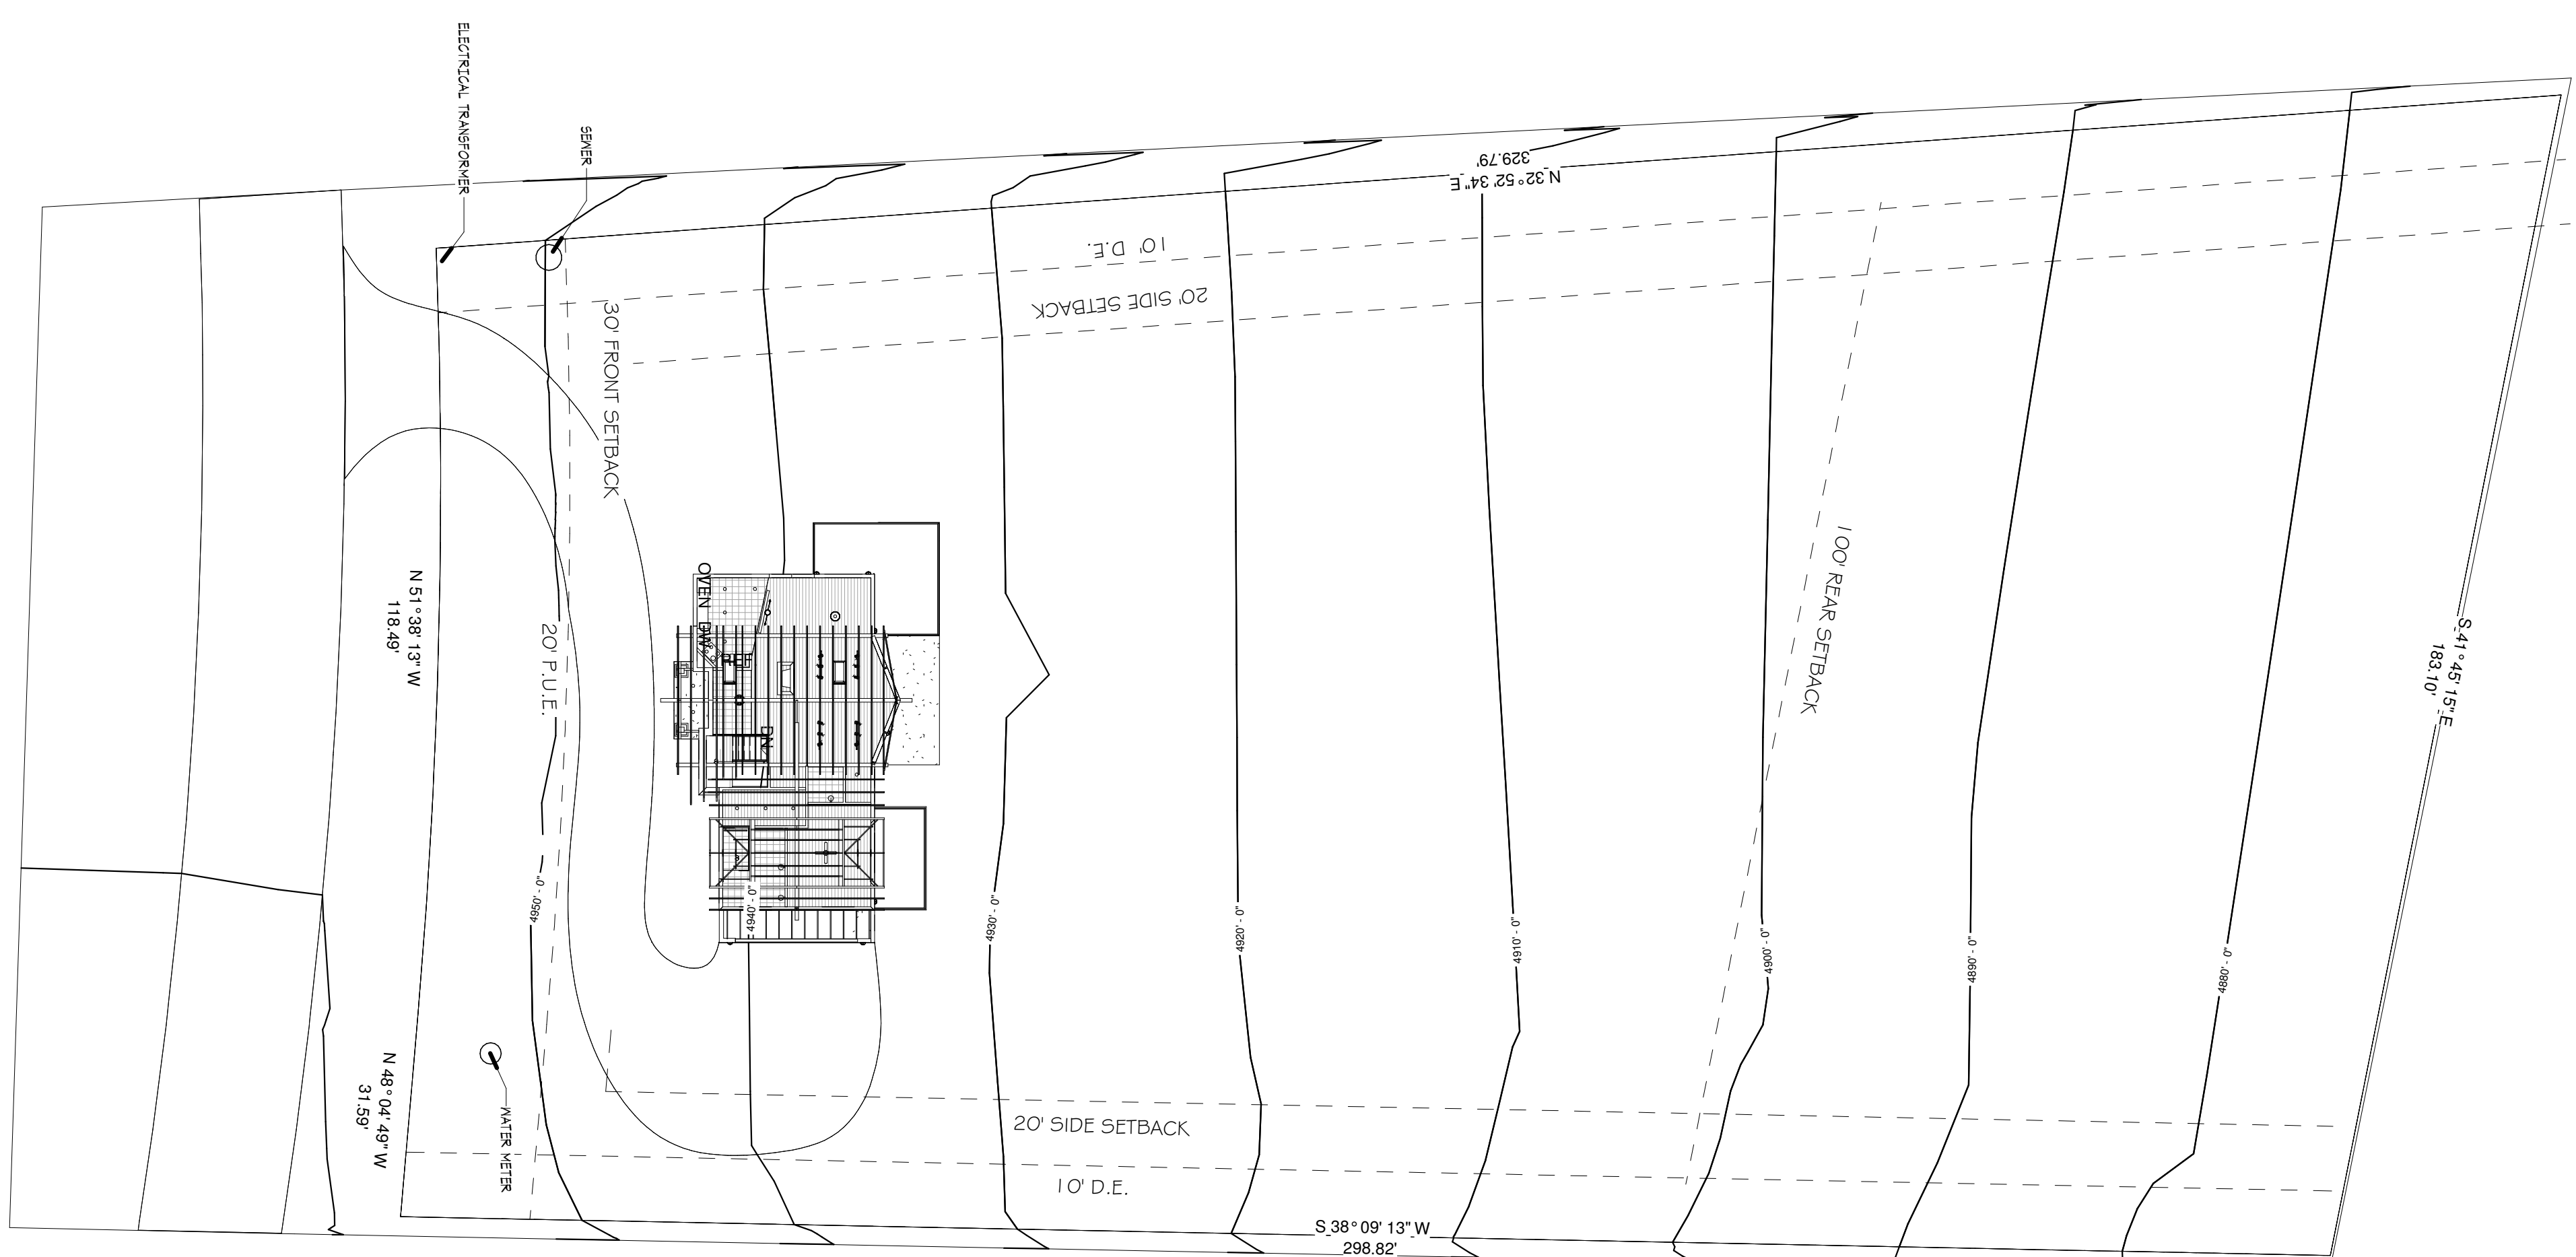 ELECTRICAL TRANSFORMER
SEWER
N 32° 52' 34" E
329.79'
10' D.E.
20' SIDE SETBACK
30' FRONT SETBACK
100' REAR SETBACK
S 41° 45' 15" E
183.10'
N 51° 38' 13" W
118.49'
20' P.U.E.
OVEN
DW
REF
DN
4950' - 0"
4940' - 0"
4930' - 0"
4920' - 0"
4910' - 0"
4900' - 0"
4890' - 0"
4880' - 0"
N 48° 04' 49" W
31.59'
WATER METER
20' SIDE SETBACK
10' D.E.
S 38° 09' 13" W
298.82'